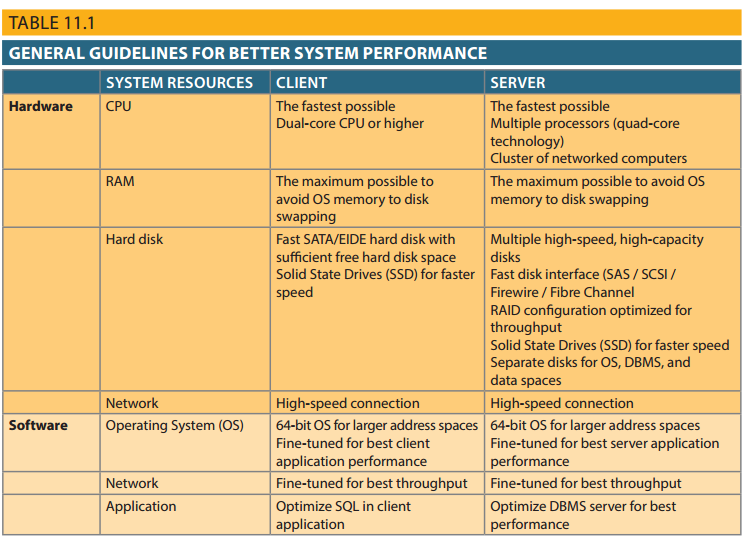 TABLE 11.1
GENERAL GUIDELINES FOR BETTER SYSTEM PERFORMANCE
SYSTEM RESOURCES CLIENT SERVER
Hardware CPU The fastest possible The fastest possible
Dual-core CPU or higher Multiple processors (quad-core
technology)
Cluster of networked computers
RAM The maximum possible to The maximum possible to avoid OS
avoid OS memory to disk memory to disk swapping
swapping
Hard disk Fast SATA/EIDE hard disk with Multiple high-speed, high-capacity
sufficient free hard disk space disks
Solid State Drives (SSD) for faster Fast disk interface (SAS / SCSI /
speed Firewire / Fibre Channel
RAID configuration optimized for
throughput
Solid State Drives (SSD) for faster speed
Separate disks for OS, DBMS, and
data spaces
Network High-speed connection High-speed connection
Software Operating System (OS) 64-bit OS for larger address spaces 64-bit OS for larger address spaces
Fine-tuned for best client Fine-tuned for best server application
application performance performance
Network Fine-tuned for best throughput Fine-tuned for best throughput
Application Optimize SQL in client Optimize DBMS server for best
application performance